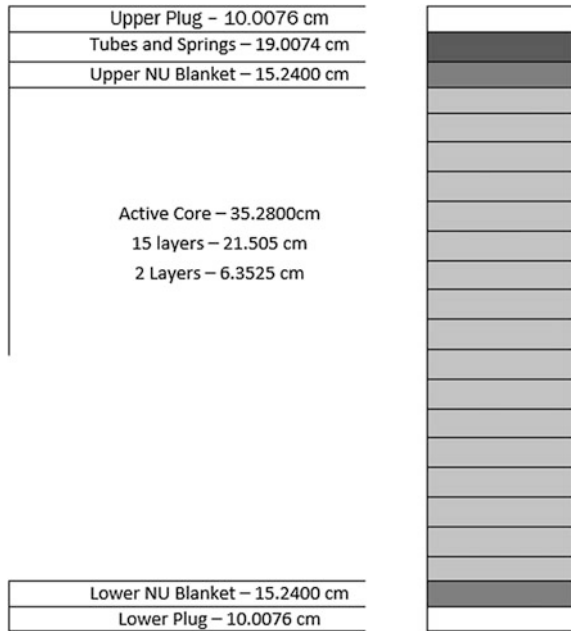 Upper Plug – 10.0076 cm
Tubes and Springs – 19.0074 cm
Upper NU Blanket – 15.2400 cm
Active Core – 35.2800cm
15 layers – 21.505 cm
2 Layers – 6.3525 cm
Lower NU Blanket – 15.2400 cm
Lower Plug – 10.0076 cm